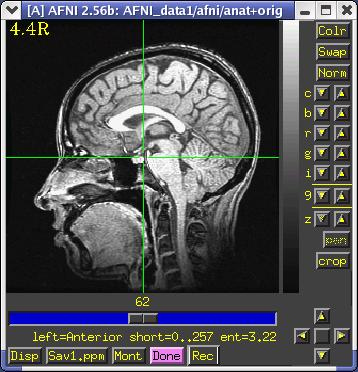 [A] AFNI 2.56b: AFNI_data1/afni/anat+orig
4.4R
Colr
Swap
Norm
c
b
r
g
i
9
z
pen
crop
62
left=Anterior short=0..257 ent=3.22
Disp Sav1.ppm Mont Done Rec